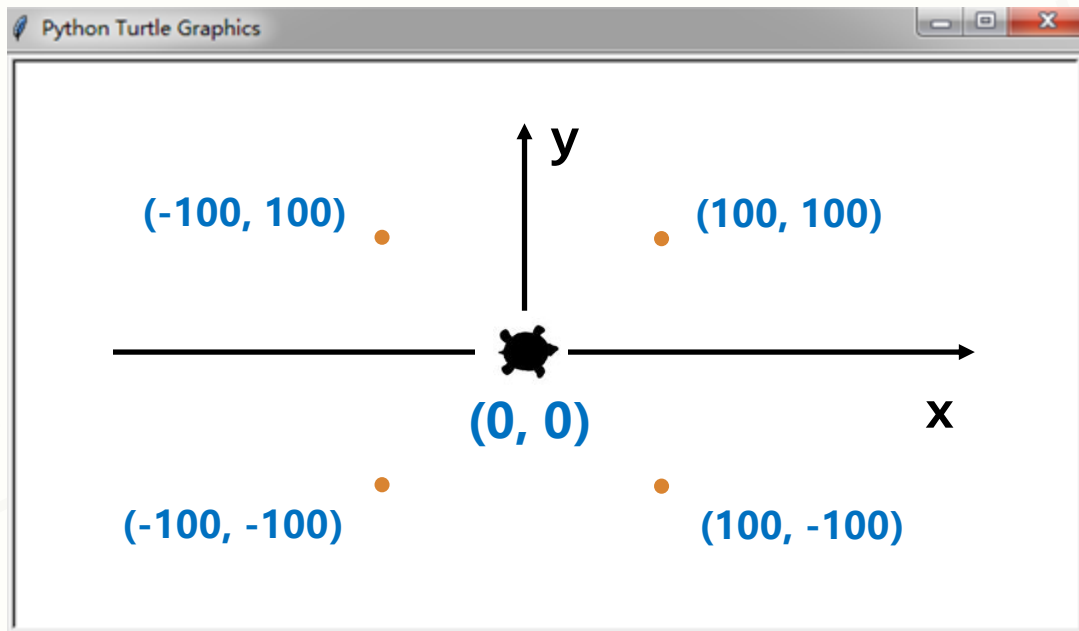 Python Turtle Graphics
y
(-100, 100)
(100, 100)
(0, 0)
x
(-100, -100)
(100, -100)